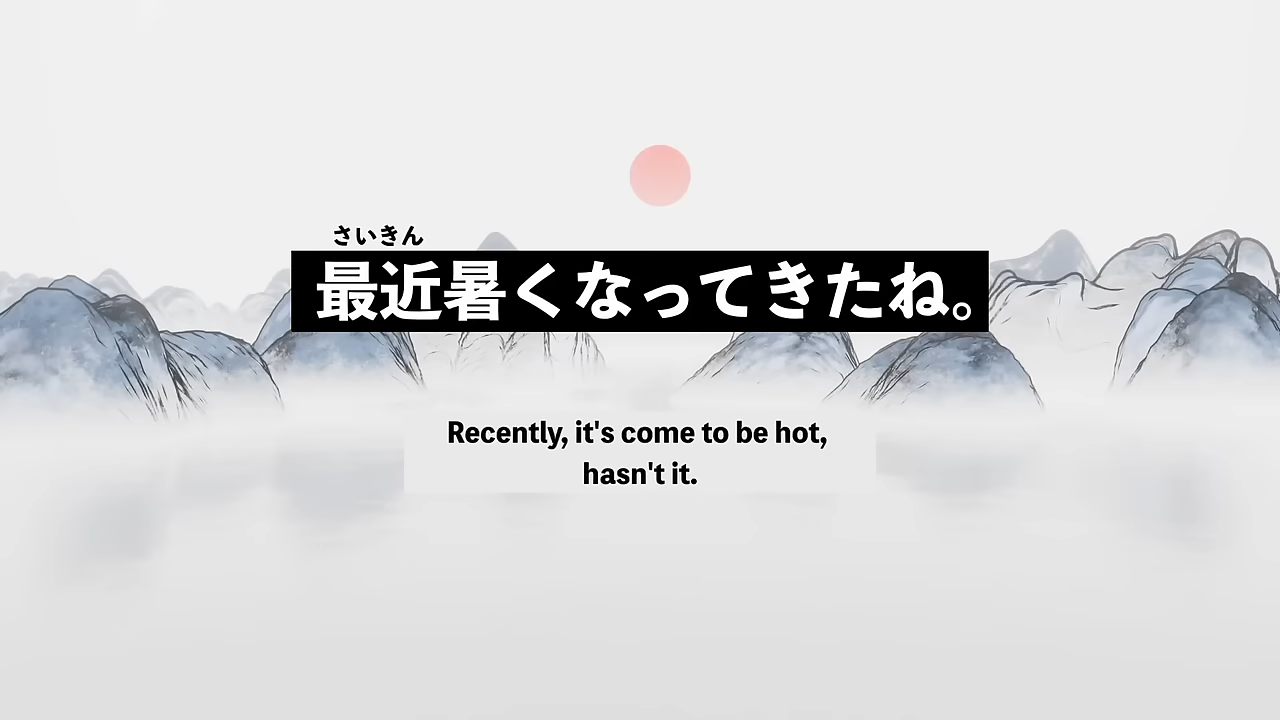 さいきん
最近暑くなってきたね。
Recently, it's come to be hot,
hasn't it.